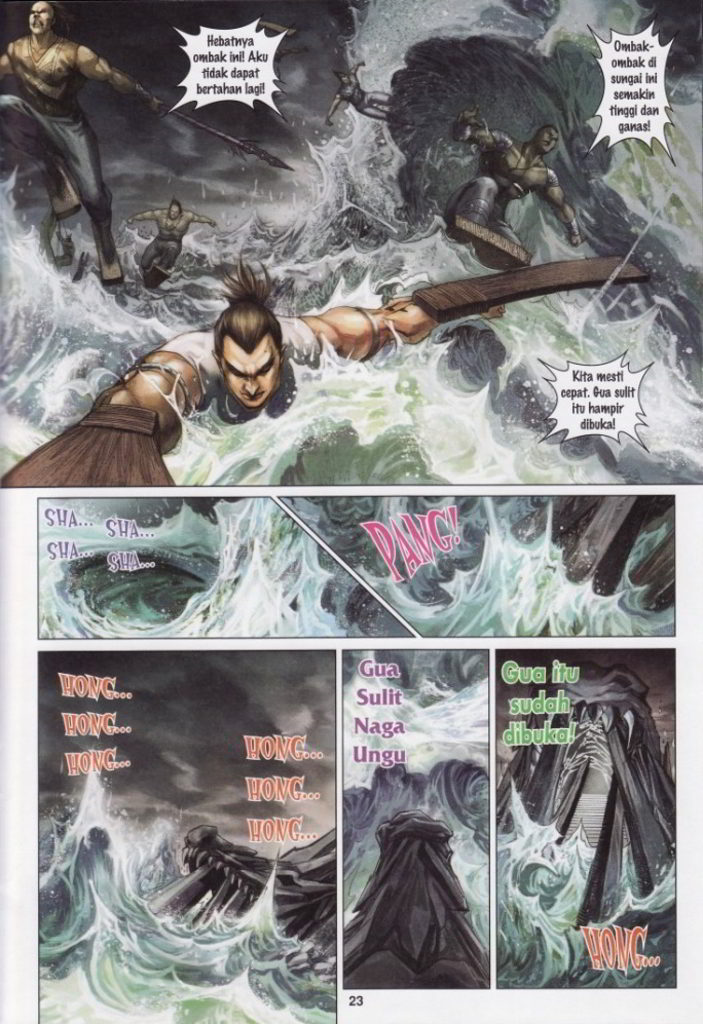 Hebatnya
ombak ini! Aku
tidak dapat
bertahan lagi!
Ombak-
ombak di
sungai ini
semakin
tinggi dan
ganas!
Kita mesti
cepat. Gua sulit
itu hampir
dibuka!
SHA...
SHA...
SHA...
SHA...
PANG!
HONG...
HONG...
HONG...
HONG...
HONG...
HONG...
Gua
Sulit
Naga
Ungu
Gua itu
sudah
dibuka!
HONG...
23